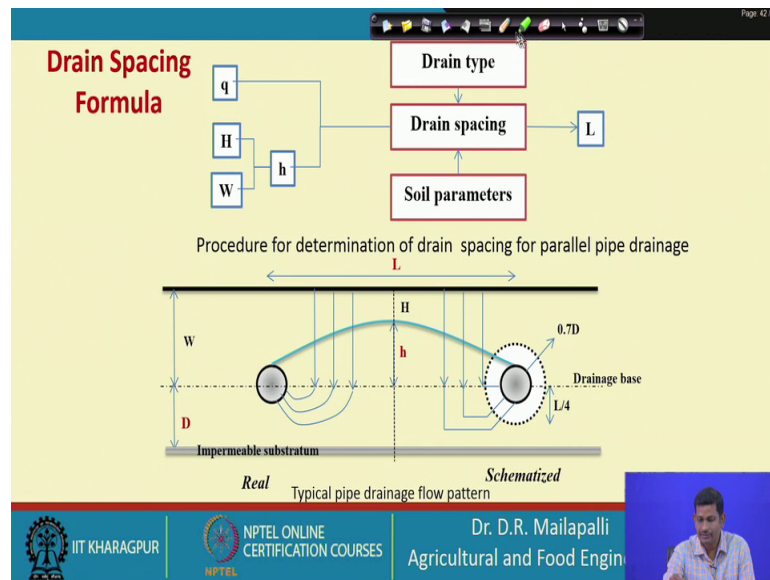 Page: 42 /
Drain Spacing
Formula
q
H
W
h
Drain type
Drain spacing
Soil parameters
L
Procedure for determination of drain spacing for parallel pipe drainage
L
H
W
h
0.7D
Drainage base
L/4
D
Impermeable substratum
Real
Schematized
Typical pipe drainage flow pattern
IIT KHARAGPUR
NPTEL
NPTEL ONLINE
CERTIFICATION COURSES
Dr. D.R. Mailapalli
Agricultural and Food Engin